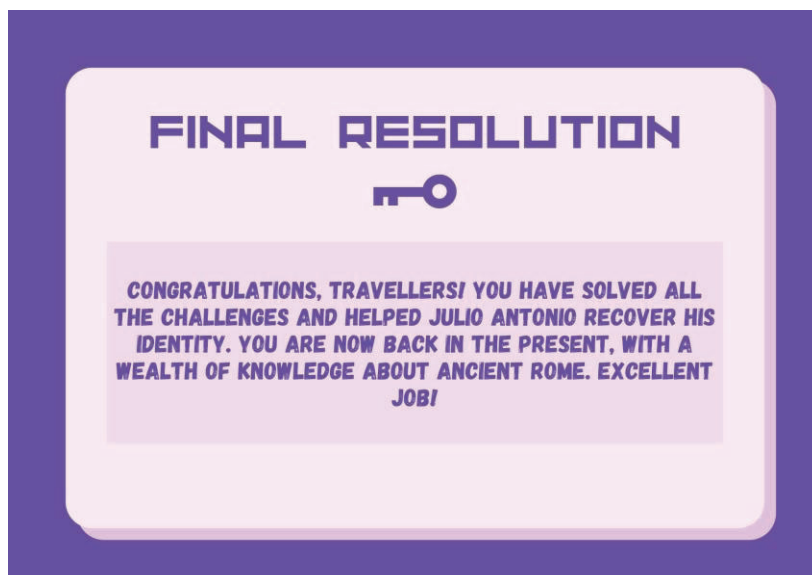 FINAL RESOLUTION
CONGRATULATIONS, TRAVELLERS! YOU HAVE SOLVED ALL
THE CHALLENGES AND HELPED JULIO ANTONIO RECOVER HIS
IDENTITY. YOU ARE NOW BACK IN THE PRESENT, WITH A
WEALTH OF KNOWLEDGE ABOUT ANCIENT ROME. EXCELLENT
JOB!